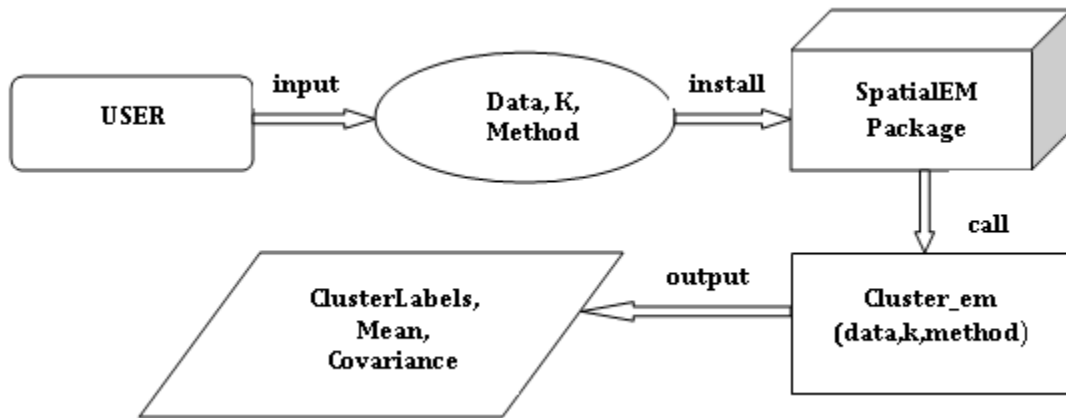 USER
input
Data, K,
Method
install
SpatialEM
Package
call
Cluster_em
(data,k,method)
output
ClusterLabels,
Mean,
Covariance